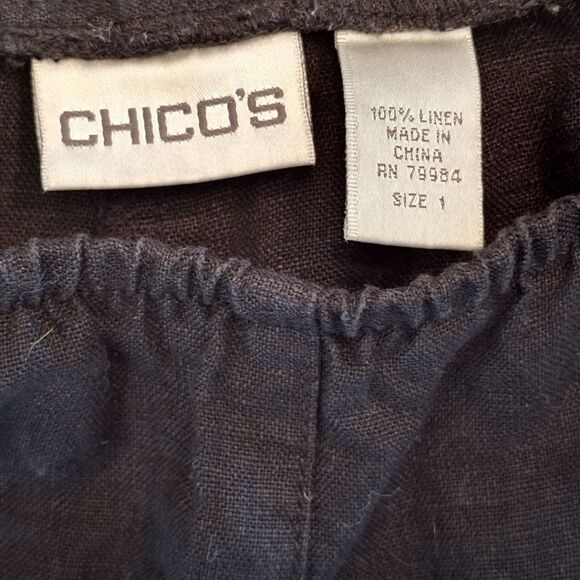 CHICO'S
100% LINEN
MADE IN
CHINA
RN 79984
SIZE 1